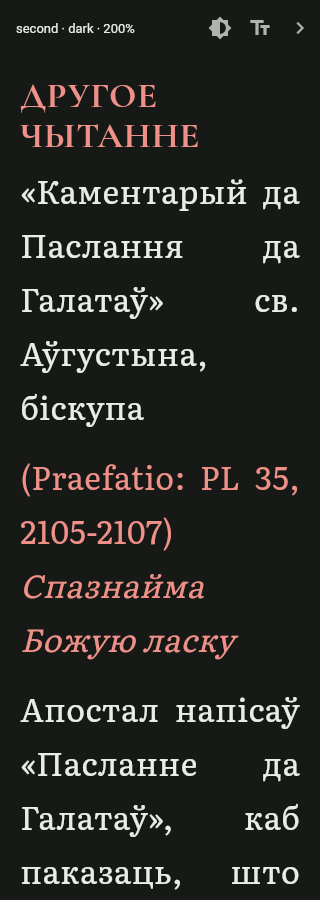 second · dark · 200%
ДРУГОЕ
ЧЫТАННЕ
«Каментарый да
Паслання да
Галатаў» св.
Аўгустына,
біскупа
(Praefatio: PL 35,
2105-2107)
Спазнайма
Божую ласку
Апостал напісаў
«Пасланне да
Галатаў», каб
паказаць, што